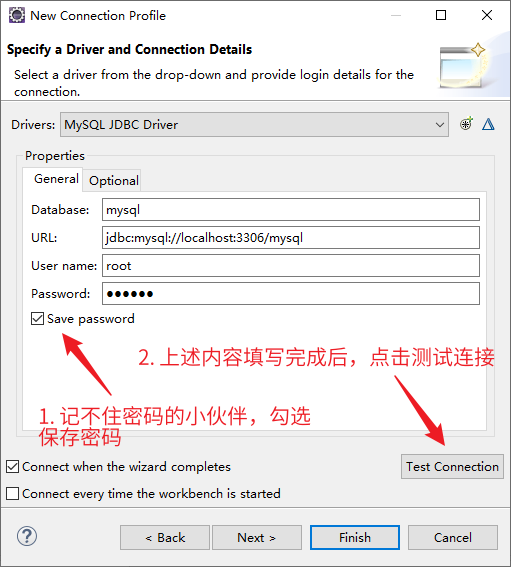 New Connection Profile
Specify a Driver and Connection Details
Select a driver from the drop-down and provide login details for the
connection.
Drivers: MySQL JDBC Driver
Properties
General Optional
Database: mysql
URL: jdbc:mysql://localhost:3306/mysql
User name: root
Password: ●●●●●●
Save password
2. 上述内容填写完成后，点击测试连接
1. 记不住密码的小伙伴，勾选
保存密码
Connect when the wizard completes
Test Connection
Connect every time the workbench is started
? < Back Next > Finish Cancel